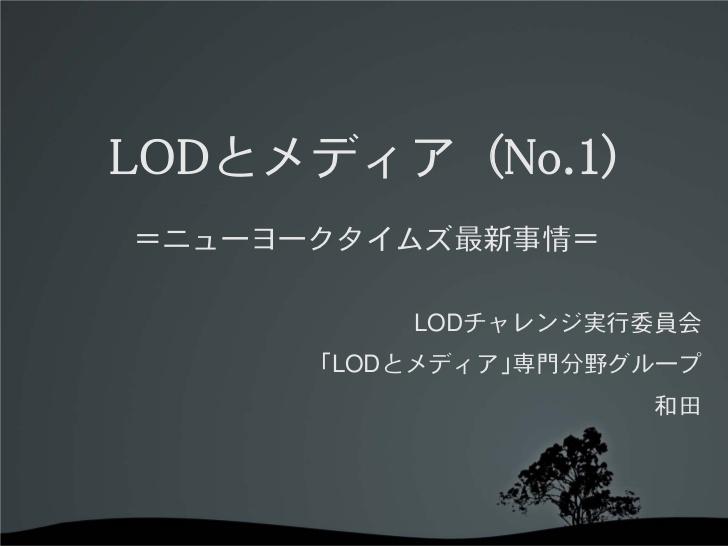 LODとメディア（No.1）
＝ニューヨークタイムズ最新事情＝
LODチャレンジ実行委員会
｢LODとメディア｣専門分野グループ
和田